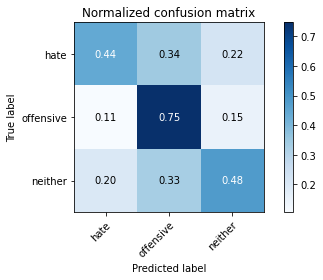 Normalized confusion matrix
True label
hate 0.44 0.34 0.22
offensive 0.11 0.75 0.15
neither 0.20 0.33 0.48
hate offensive neither
Predicted label
0.7
0.6
0.5
0.4
0.3
0.2